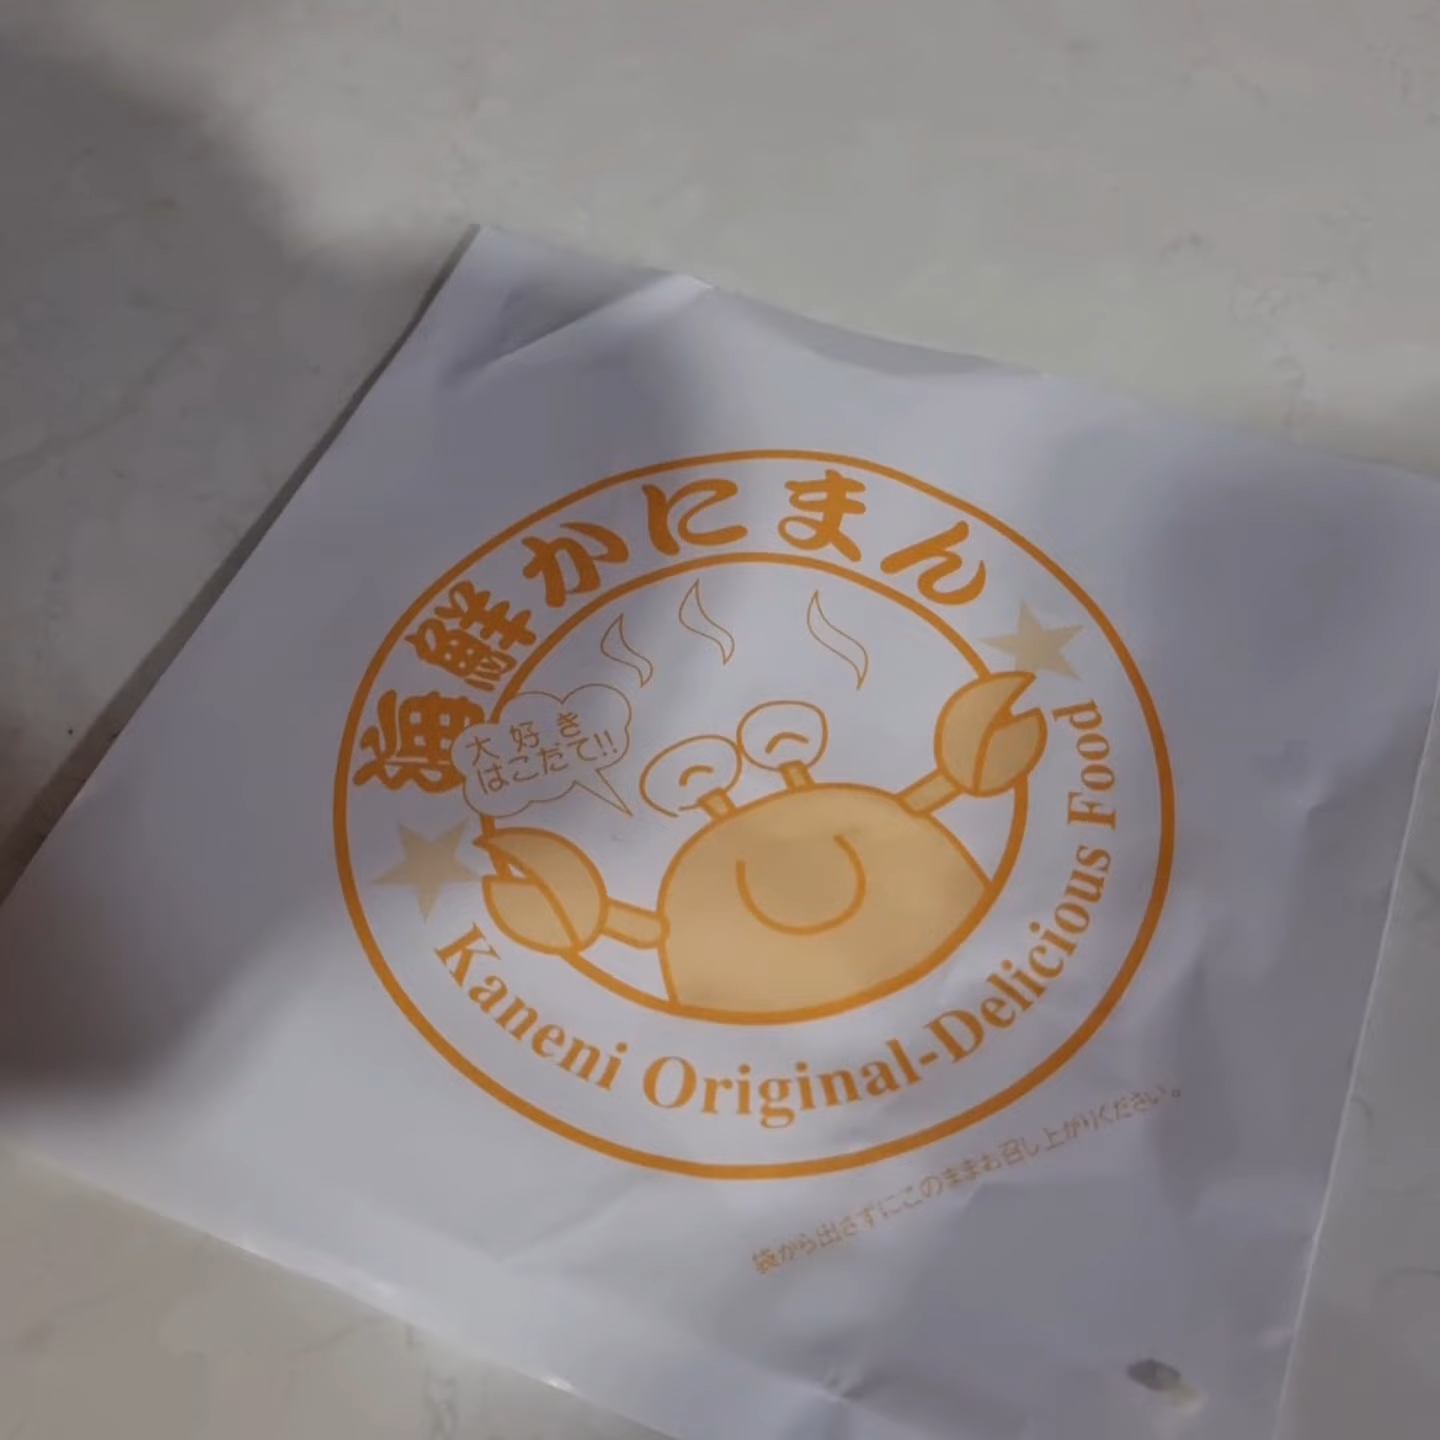 海鮮かにまん
大好き
はこだて!!
Kaneni Original-Delicious Food
袋から出さずにこのままお召し上がりください。